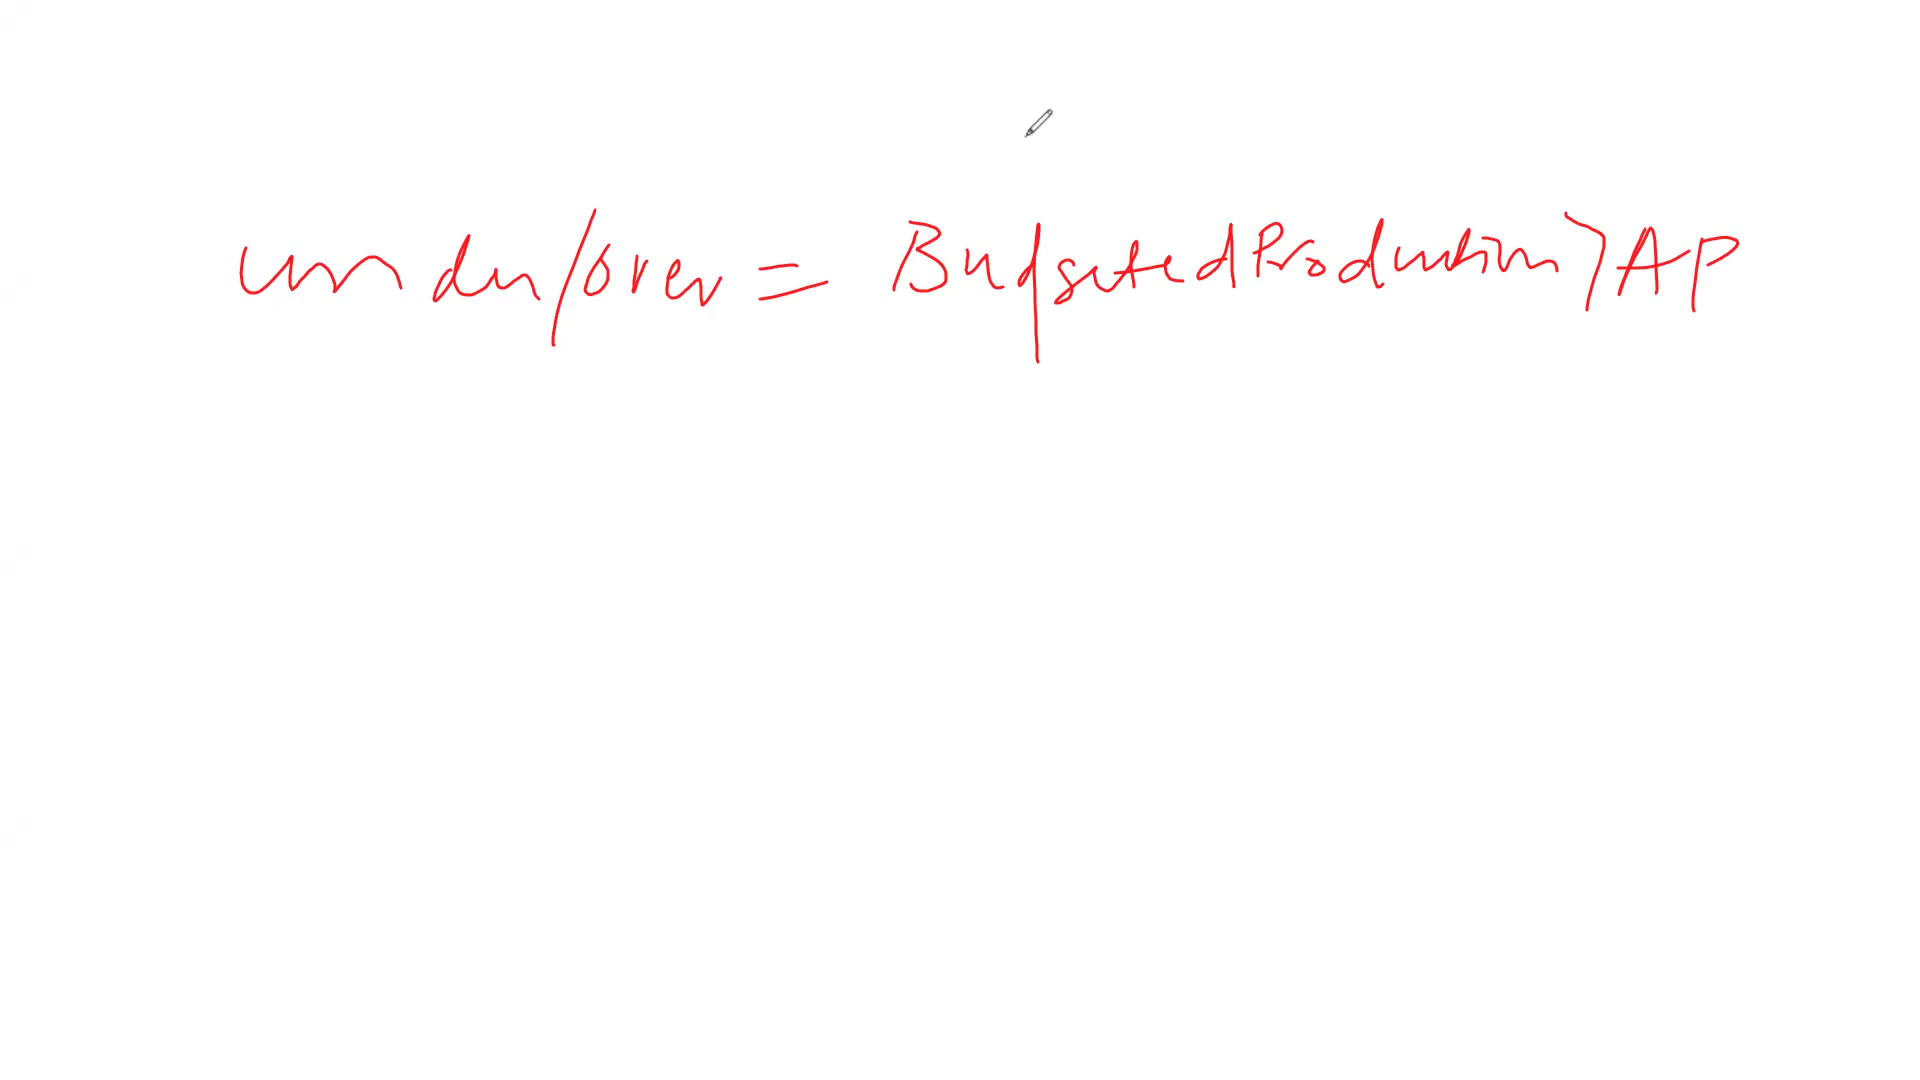 under/over = Budgeted Production > AP